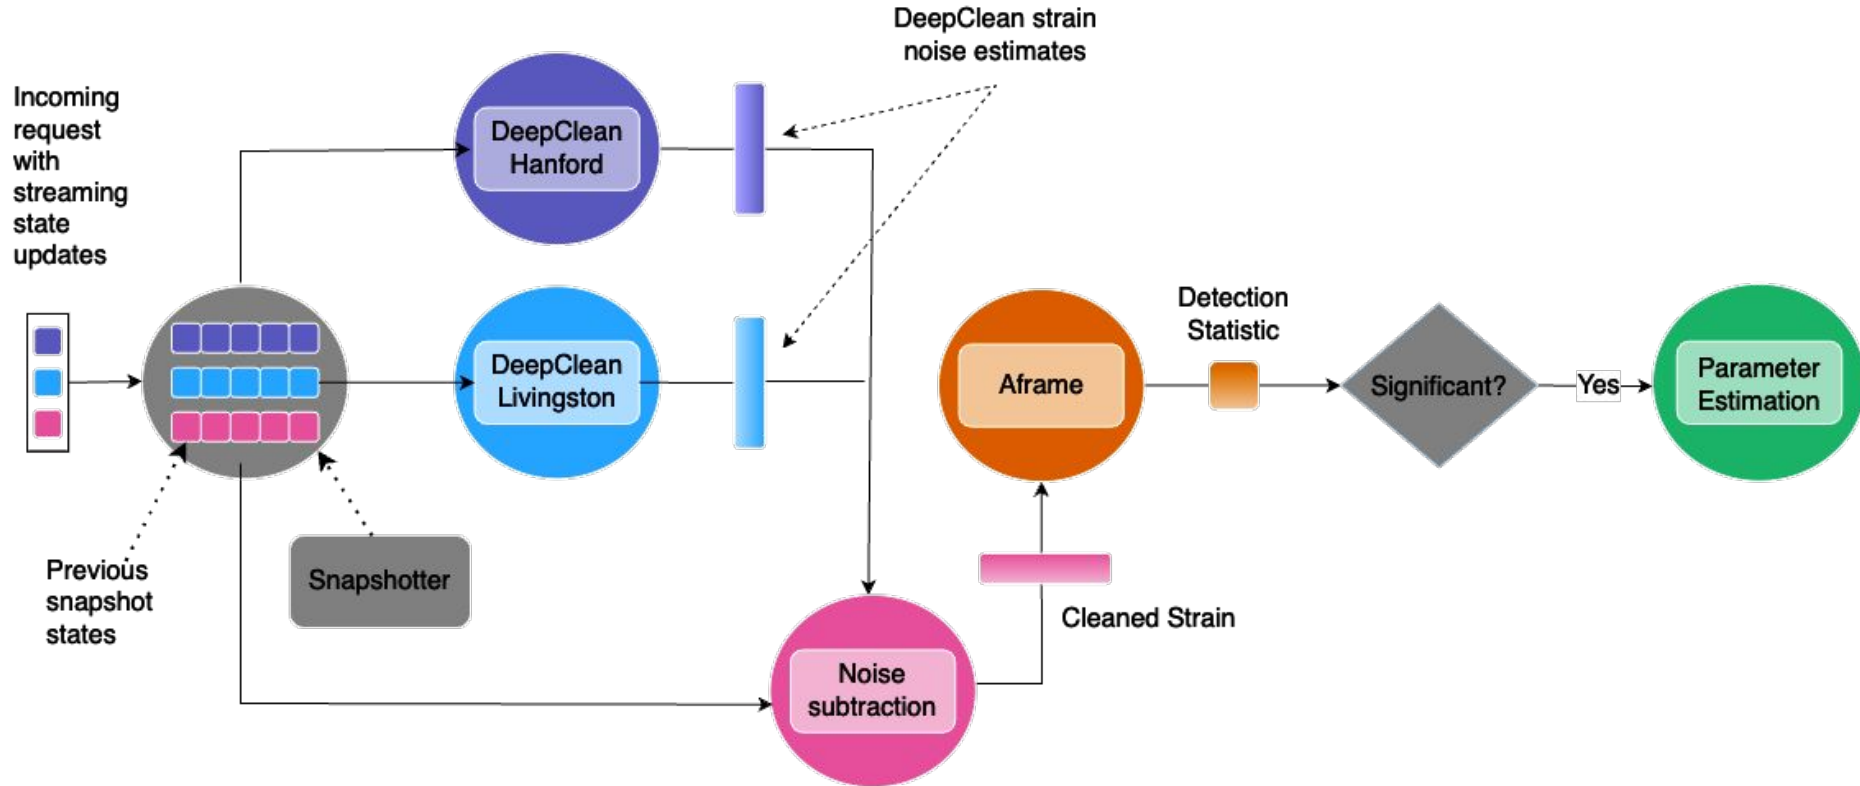 DeepClean strain
noise estimates
Incoming
request
with
streaming
state
updates
DeepClean
Hanford
DeepClean
Livingston
Detection
Statistic
Aframe
Significant?
Yes
Parameter
Estimation
Previous
snapshot
states
Snapshotter
Cleaned Strain
Noise
subtraction